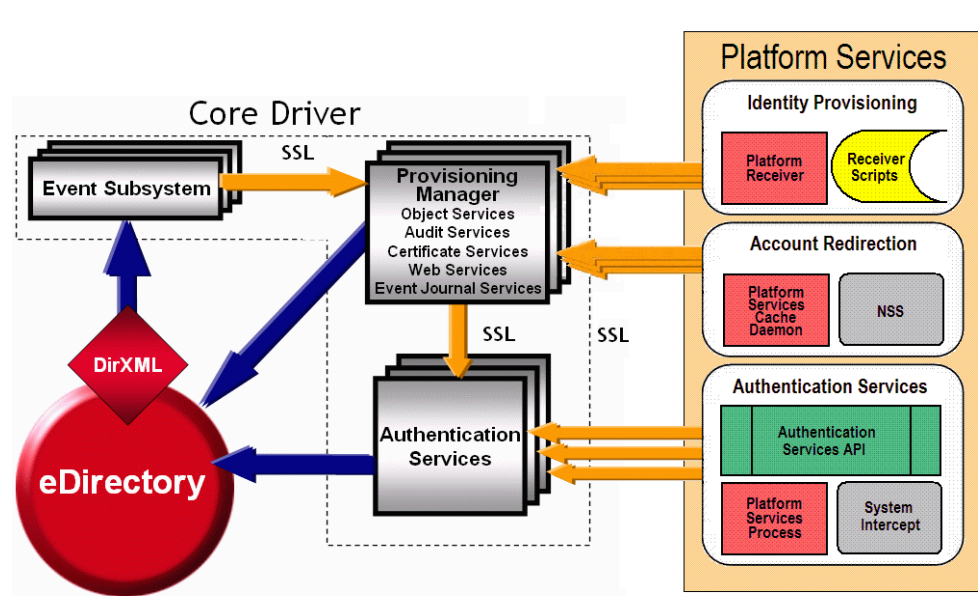 Platform Services
Core Driver
Identity Provisioning
Platform
Receiver
Receiver
Scripts
SSL
Event Subsystem
Provisioning
Manager
Object Services
Audit Services
Certificate Services
Web Services
Event Journal Services
Account Redirection
Platform
Services
Cache
Daemon
NSS
SSL
SSL
DirXML
eDirectory
Authentication
Services
Authentication Services
Authentication
Services API
Platform
Services
Process
System
Intercept